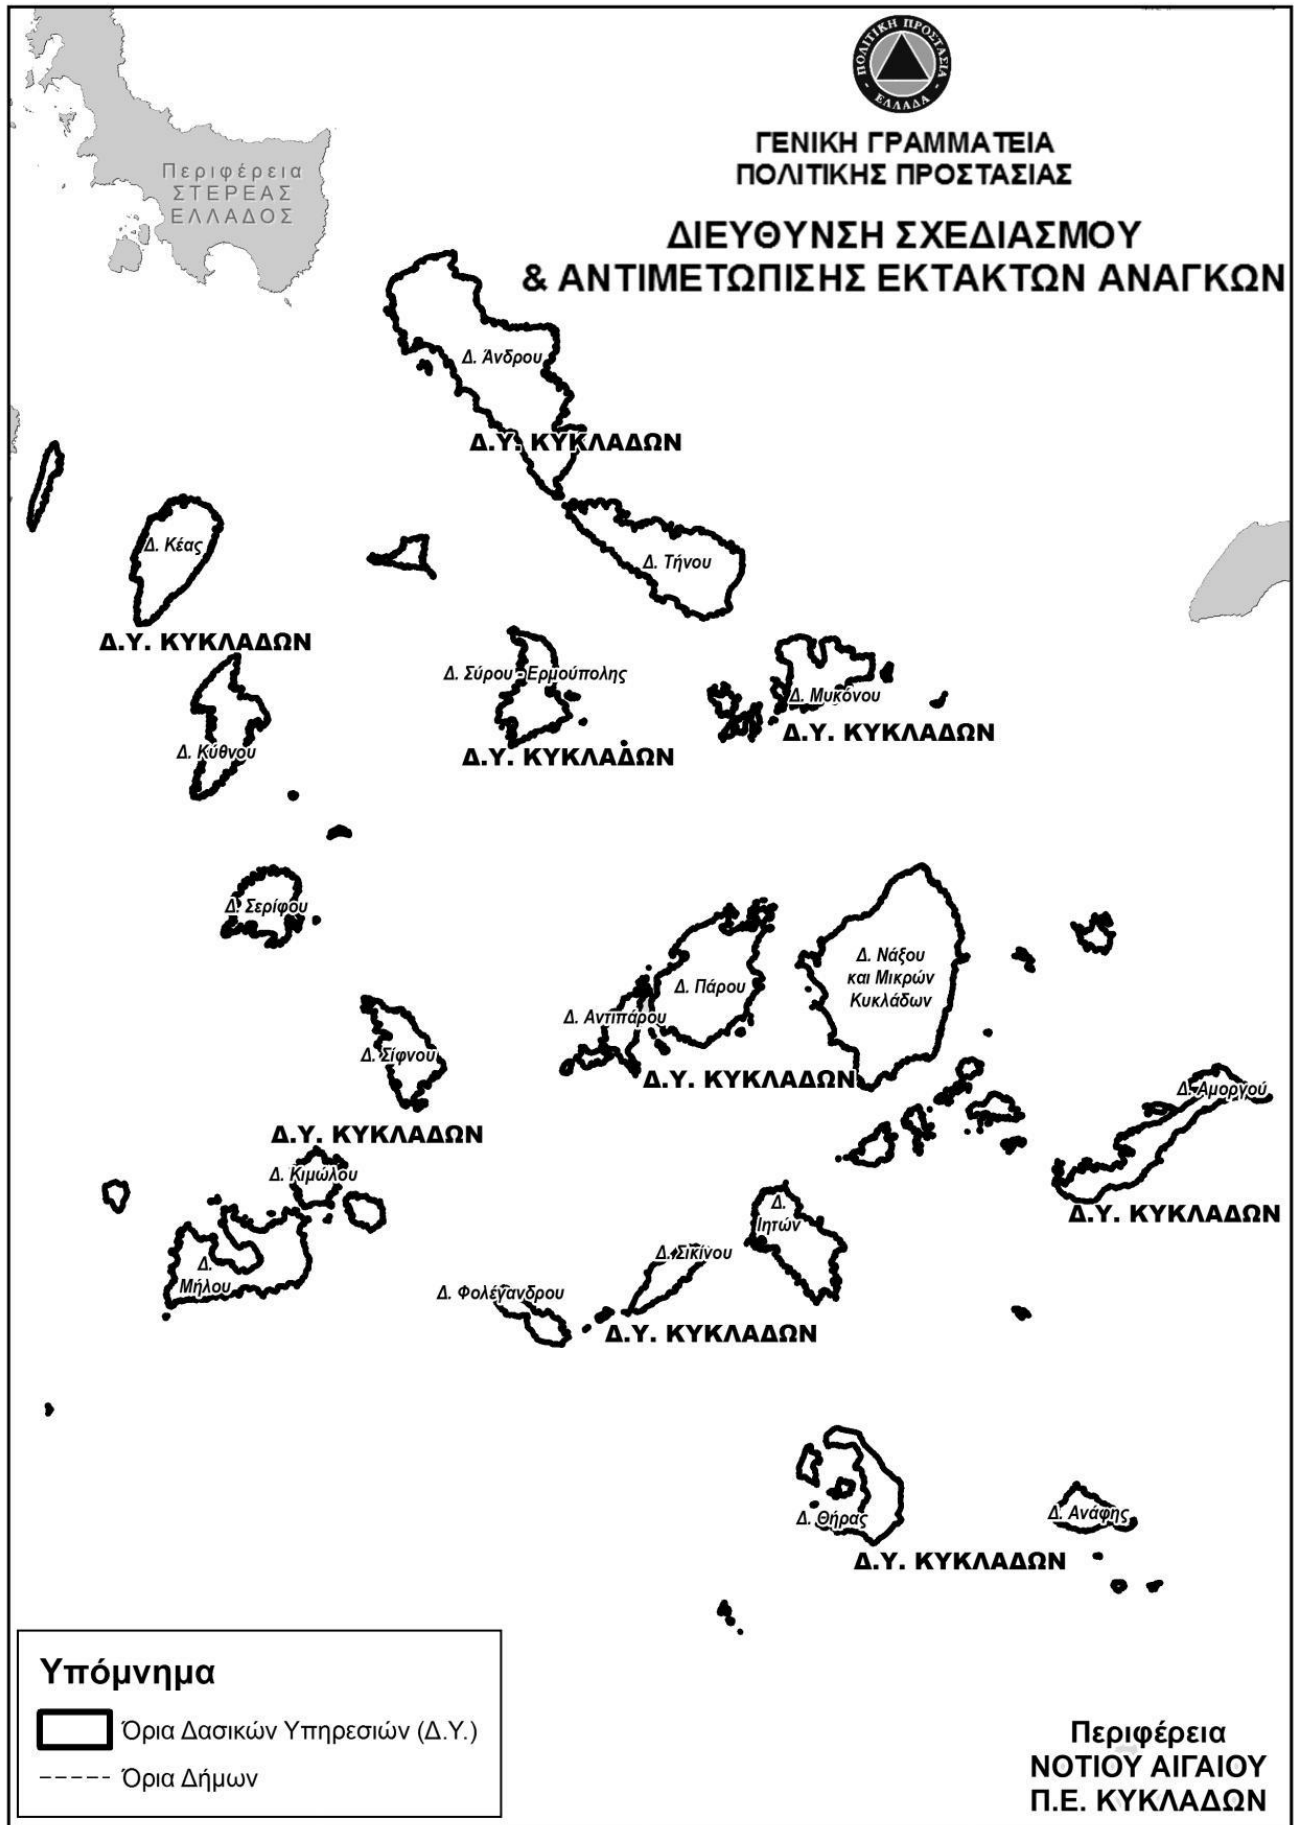 ΠΟΛΙΤΙΚΗ ΠΡΟΣΤΑΣΙΑ
- ΕΛΛΑΔΑ -
ΓΕΝΙΚΗ ΓΡΑΜΜΑΤΕΙΑ
ΠΟΛΙΤΙΚΗΣ ΠΡΟΣΤΑΣΙΑΣ
ΔΙΕΥΘΥΝΣΗ ΣΧΕΔΙΑΣΜΟΥ
& ΑΝΤΙΜΕΤΩΠΙΣΗΣ ΕΚΤΑΚΤΩΝ ΑΝΑΓΚΩΝ
Περιφέρεια
ΣΤΕΡΕΑΣ
ΕΛΛΑΔΟΣ
Δ. Άνδρου
Δ.Υ. ΚΥΚΛΑΔΩΝ
Δ. Κέας
Δ. Τήνου
Δ.Υ. ΚΥΚΛΑΔΩΝ
Δ. Σύρου - Ερμούπολης
Δ. Μυκόνου
Δ.Υ. ΚΥΚΛΑΔΩΝ
Δ. Κύθνου
Δ.Υ. ΚΥΚΛΑΔΩΝ
Δ. Σερίφου
Δ. Νάξου
και Μικρών
Κυκλάδων
Δ. Πάρου
Δ. Αντιπάρου
Δ. Σίφνου
Δ.Υ. ΚΥΚΛΑΔΩΝ
Δ. Αμοργού
Δ.Υ. ΚΥΚΛΑΔΩΝ
Δ. Κιμώλου
Δ.
Ιητών
Δ.Υ. ΚΥΚΛΑΔΩΝ
Δ. Σικίνου
Δ.
Μήλου
Δ. Φολέγανδρου
Δ.Υ. ΚΥΚΛΑΔΩΝ
Δ. Θήρας
Δ. Ανάφης
Δ.Υ. ΚΥΚΛΑΔΩΝ
Υπόμνημα
Όρια Δασικών Υπηρεσιών (Δ.Υ.)
Όρια Δήμων
Περιφέρεια
ΝΟΤΙΟΥ ΑΙΓΑΙΟΥ
Π.Ε. ΚΥΚΛΑΔΩΝ